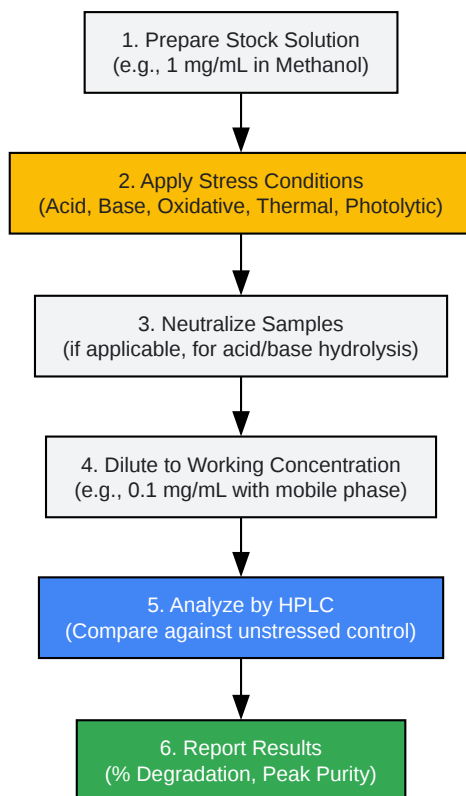 1. Prepare Stock Solution
(e.g., 1 mg/mL in Methanol)
2. Apply Stress Conditions
(Acid, Base, Oxidative, Thermal, Photolytic)
3. Neutralize Samples
(if applicable, for acid/base hydrolysis)
4. Dilute to Working Concentration
(e.g., 0.1 mg/mL with mobile phase)
5. Analyze by HPLC
(Compare against unstressed control)
6. Report Results
(% Degradation, Peak Purity)